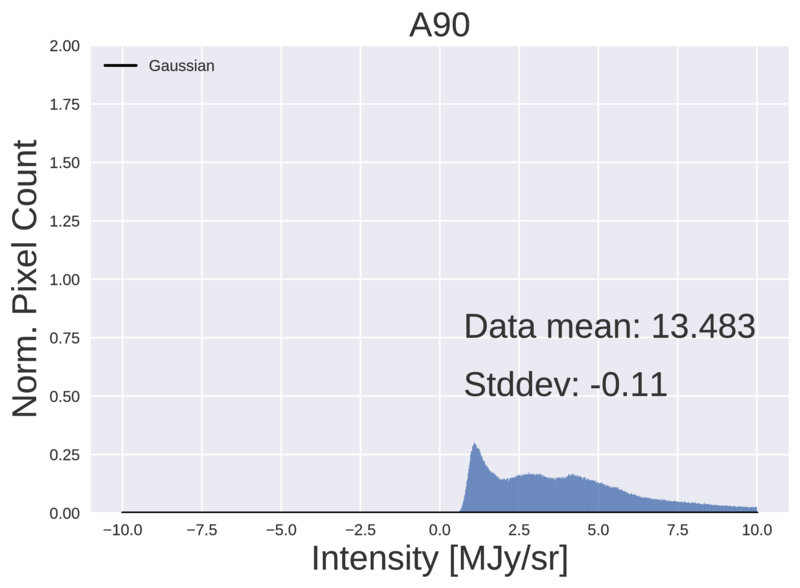 A90
Gaussian
2.00
1.75
1.50
1.25
1.00
0.75
0.50
0.25
0.00
Norm. Pixel Count
Data mean: 13.483
Stddev: -0.11
−10.0 −7.5 −5.0 −2.5 0.0 2.5 5.0 7.5 10.0
Intensity [MJy/sr]